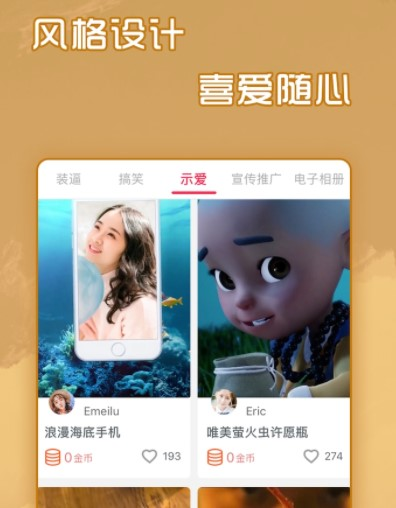 风格设计
喜爱随心
装逼 搞笑 示爱 宣传推广 电子相册
Emeilu Eric
浪漫海底手机 唯美萤火虫许愿瓶
0金币 193 0金币 274